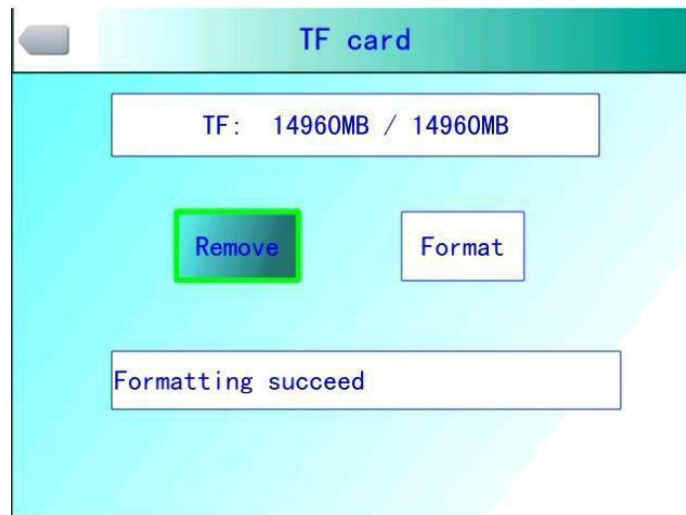 TF card
TF: 14960MB / 14960MB
Remove
Format
Formatting succeed